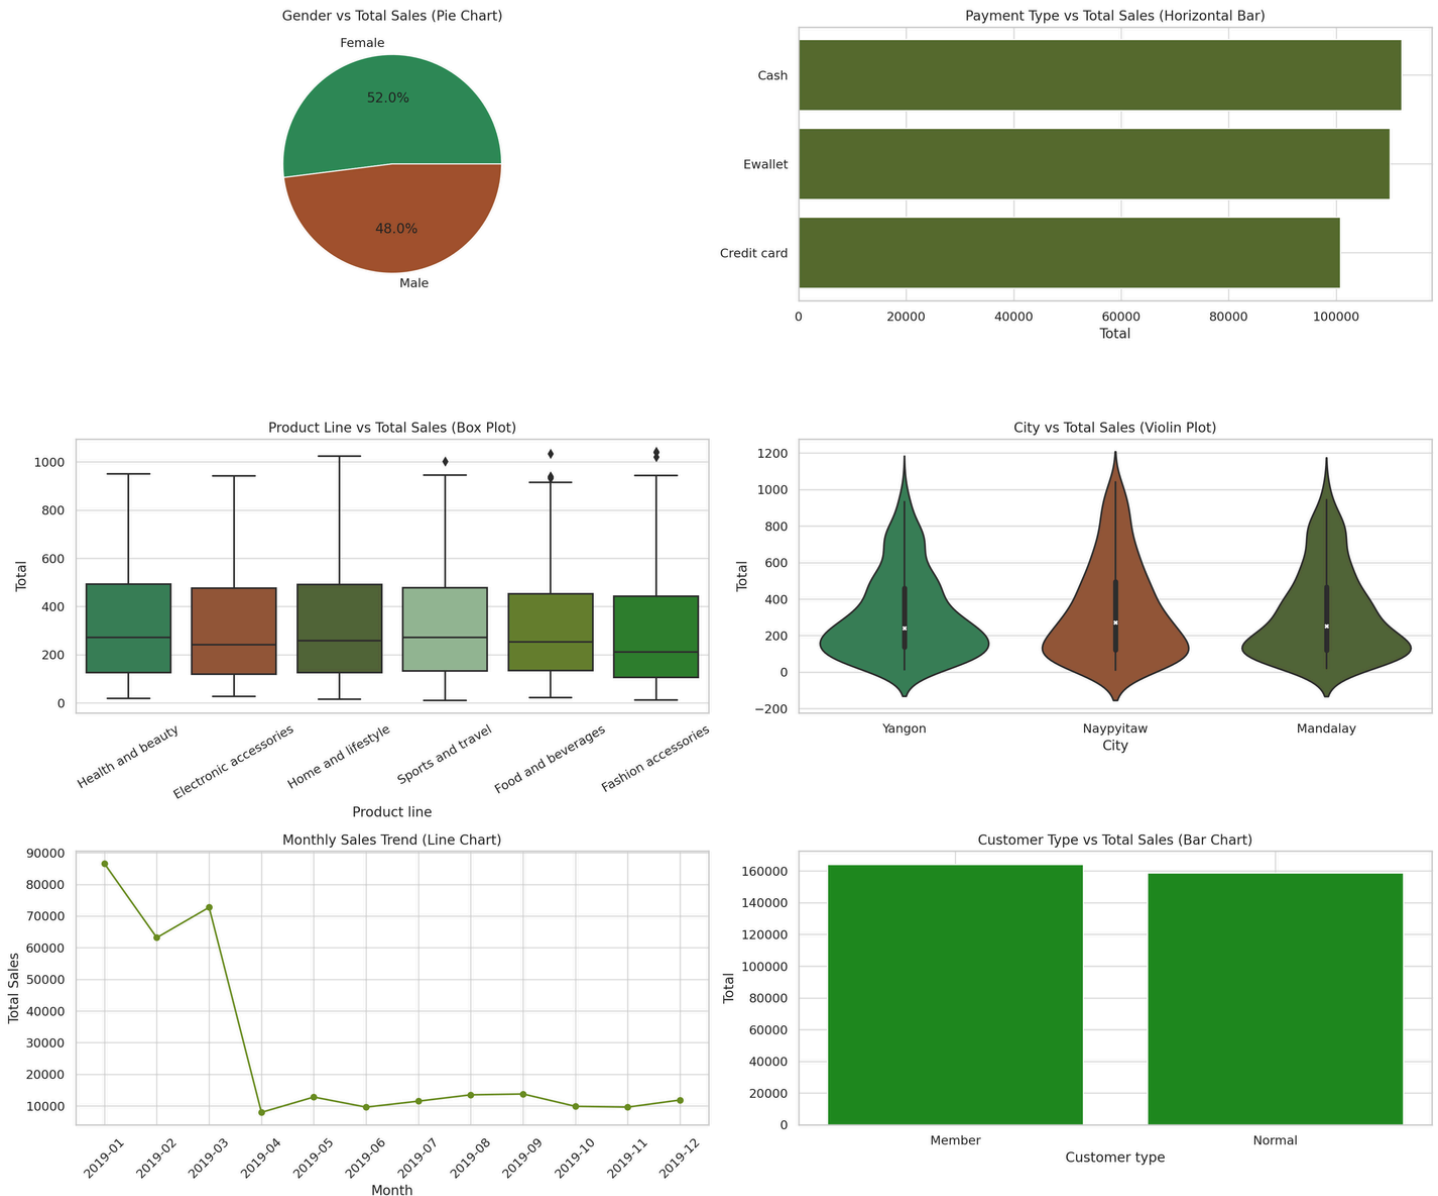 Gender vs Total Sales (Pie Chart)
Female
52.0%
48.0%
Male
Payment Type vs Total Sales (Horizontal Bar)
Cash
Ewallet
Credit card
0 20000 40000 60000 80000 100000
Total
Product Line vs Total Sales (Box Plot)
Total
1000
800
600
400
200
0
Health and beauty
Electronic accessories
Home and lifestyle
Sports and travel
Food and beverages
Fashion accessories
Product line
City vs Total Sales (Violin Plot)
Total
1200
1000
800
600
400
200
0
−200
Yangon Naypyitaw Mandalay
City
Monthly Sales Trend (Line Chart)
Total Sales
90000
80000
70000
60000
50000
40000
30000
20000
10000
2019-01 2019-02 2019-03 2019-04 2019-05 2019-06 2019-07 2019-08 2019-09 2019-10 2019-11 2019-12
Month
Customer Type vs Total Sales (Bar Chart)
Total
160000
140000
120000
100000
80000
60000
40000
20000
0
Member Normal
Customer type